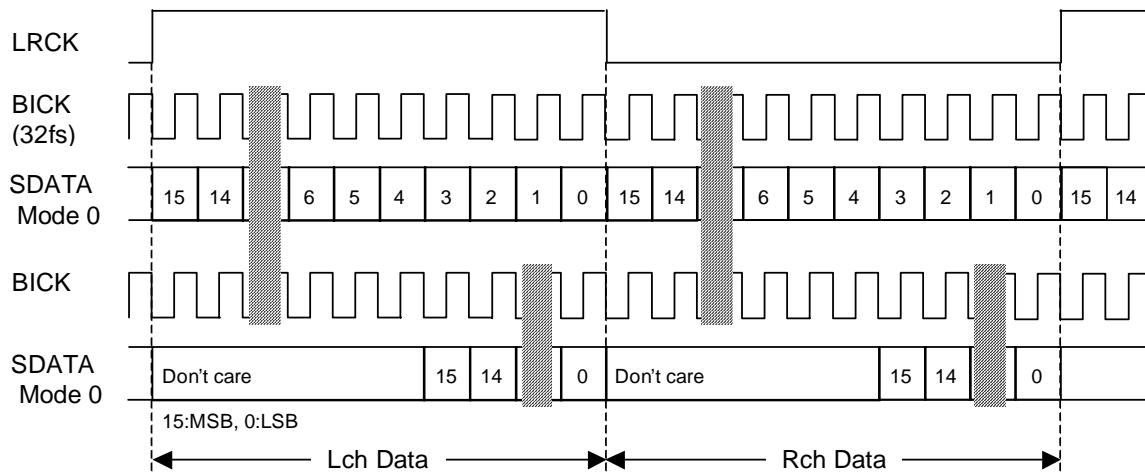 LRCK
BICK
(32fs)
SDATA
Mode 0
15 14 6 5 4 3 2 1 0 15 14 6 5 4 3 2 1 0 15 14
BICK
SDATA
Mode 0
Don't care 15 14 0 Don't care 15 14 0
15:MSB, 0:LSB
Lch Data Rch Data